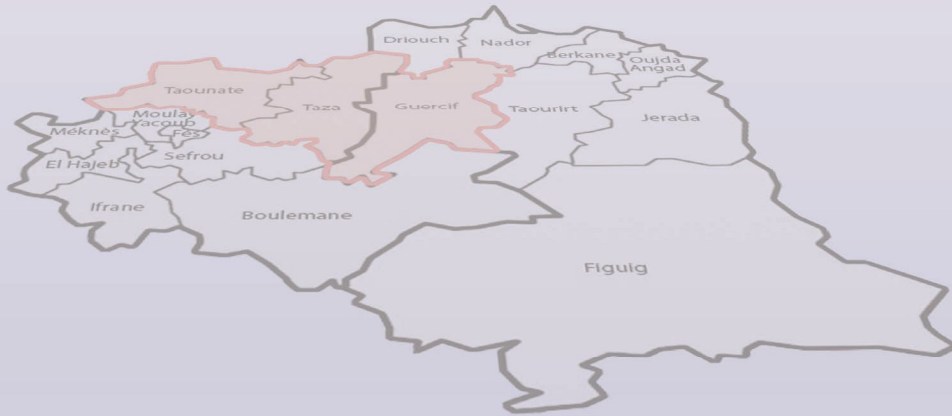 Driouch
Nador
Berkane
Oujda
Angad
Taounate
Taza
Guercif
Taourirt
Jerada
Moulay
Yacoub
Méknès
Fès
El Hajeb
Sefrou
Ifrane
Boulemane
Figuig